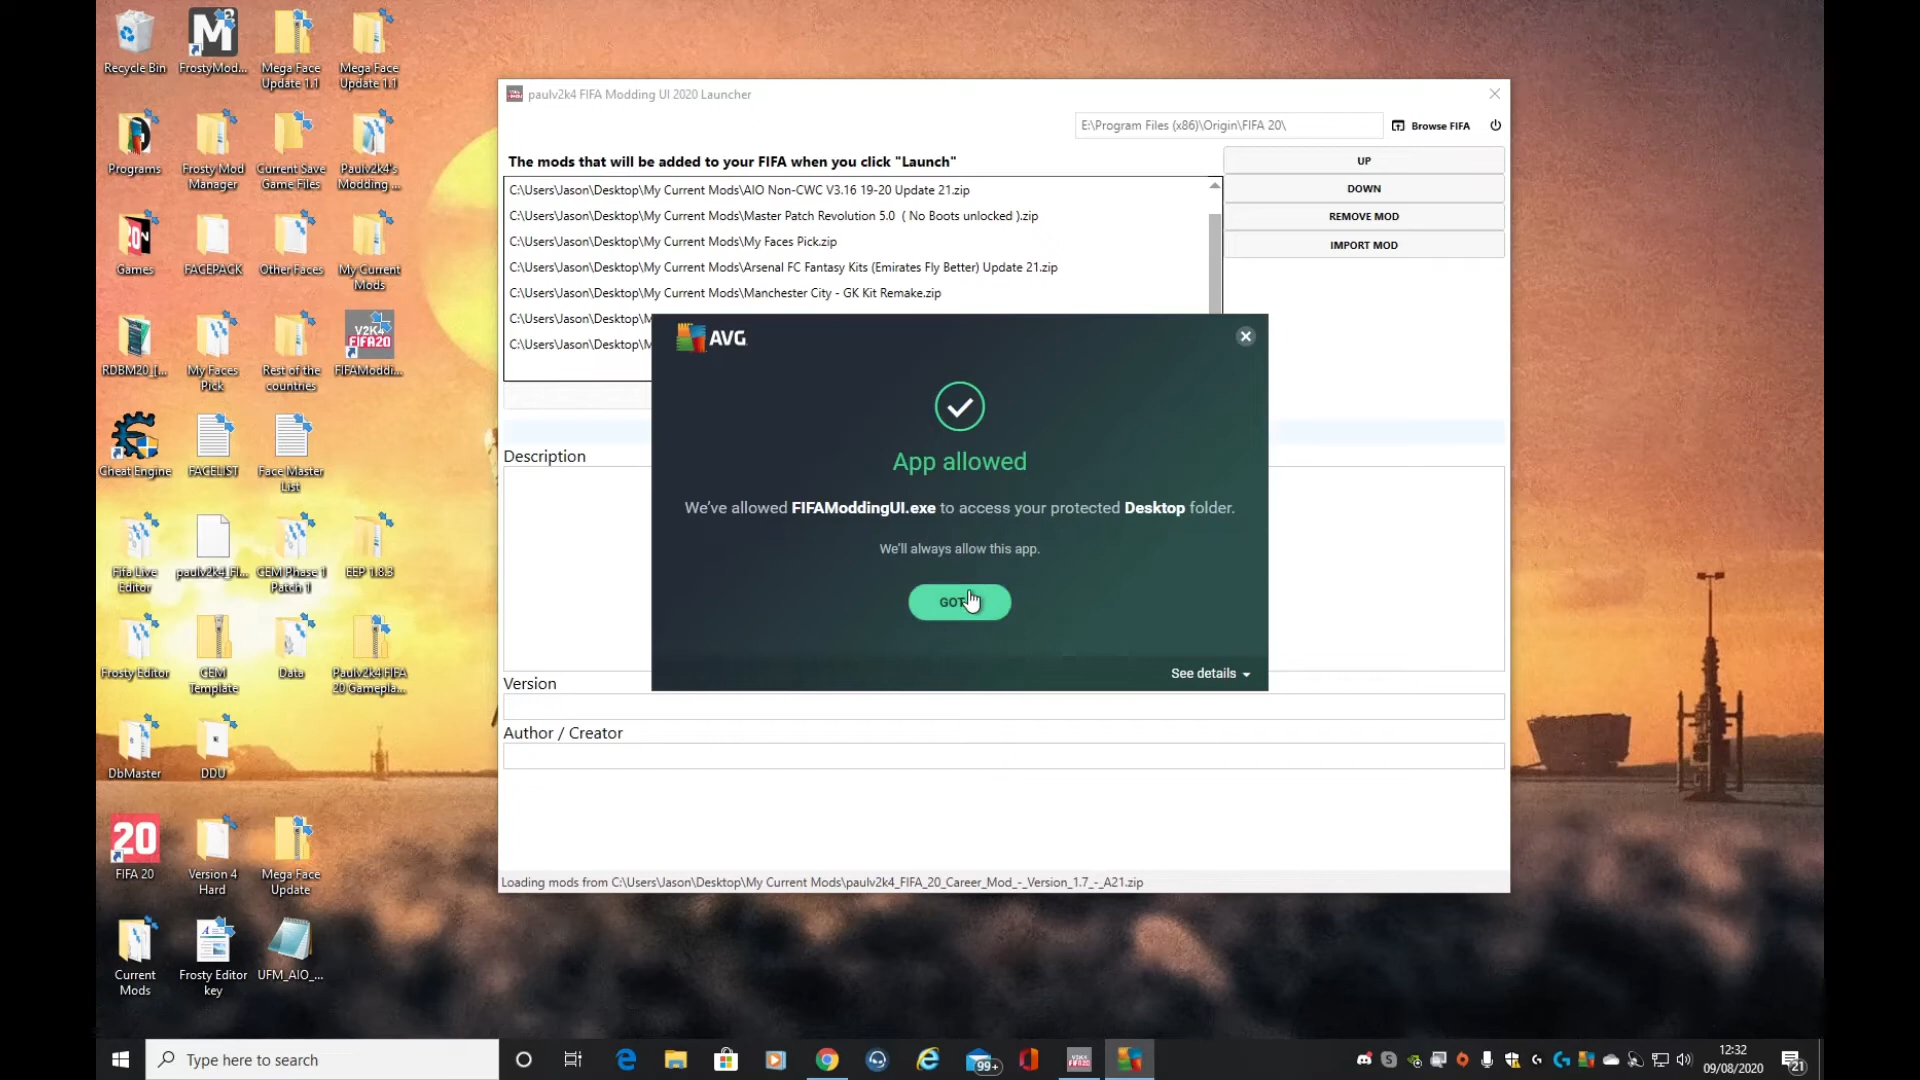 Recycle Bin
FrostyMod...
Mega Face
Update 1.1
Mega Face
Update 1.1
Programs
Frosty Mod
Manager
Current Save
Game Files
Paulv2k4's
Modding ...
Games
FACEPACK
Other Faces
My Current
Mods
RDBM20_[...
My Faces
Pick
Rest of the
countries
V2K4
FIFA20
FIFAModdi...
Cheat Engine
FACELIST
Face Master
List
Fifa Live
Editor
paulv2k4_FI...
CEM Phase 1
Patch 1
EEP 1.8.3
Frosty Editor
CEM
Template
Data
Paulv2k4 FIFA
20 Gamepla...
DbMaster
DDU
20
FIFA 20
Version 4
Hard
Mega Face
Update
Current
Mods
Frosty Editor
key
UFM_AIO_...
paulv2k4 FIFA Modding UI 2020 Launcher
E:\Program Files (x86)\Origin\FIFA 20\
Browse FIFA
The mods that will be added to your FIFA when you click "Launch"
UP
DOWN
REMOVE MOD
IMPORT MOD
C:\Users\Jason\Desktop\My Current Mods\AIO Non-CWC V3.16 19-20 Update 21.zip
C:\Users\Jason\Desktop\My Current Mods\Master Patch Revolution 5.0 ( No Boots unlocked ).zip
C:\Users\Jason\Desktop\My Current Mods\My Faces Pick.zip
C:\Users\Jason\Desktop\My Current Mods\Arsenal FC Fantasy Kits (Emirates Fly Better) Update 21.zip
C:\Users\Jason\Desktop\My Current Mods\Manchester City - GK Kit Remake.zip
C:\Users\Jason\Desktop\M
C:\Users\Jason\Desktop\M
AVG
App allowed
We've allowed FIFAModdingUI.exe to access your protected Desktop folder.
We'll always allow this app.
GOT
See details
Description
Version
Author / Creator
Loading mods from C:\Users\Jason\Desktop\My Current Mods\paulv2k4_FIFA_20_Career_Mod_-_Version_1.7_-_A21.zip
Type here to search
99+
12:32
09/08/2020
21